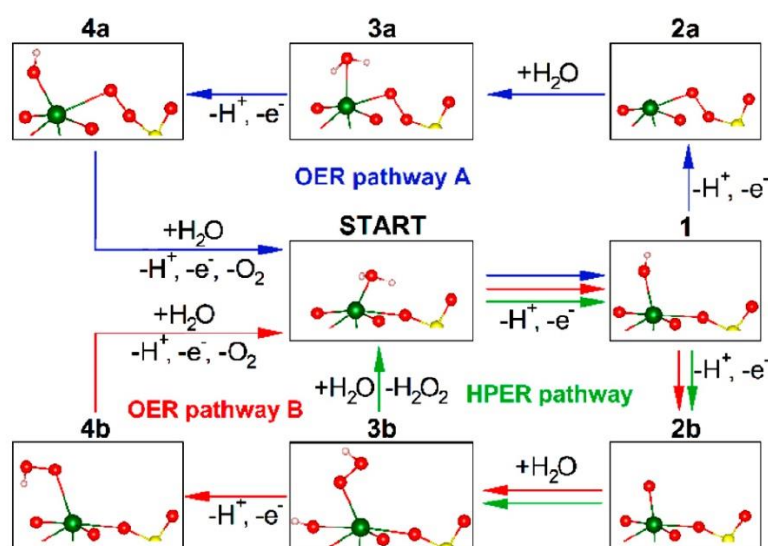 4a
3a
2a
+H₂O
-H⁺, -e⁻
OER pathway A
-H⁺, -e⁻
+H₂O
-H⁺, -e⁻, -O₂
START
1
-H⁺, -e⁻
+H₂O
-H⁺, -e⁻, -O₂
OER pathway B
+H₂O
-H₂O₂
HPER pathway
-H⁺, -e⁻
4b
3b
2b
-H⁺, -e⁻
+H₂O